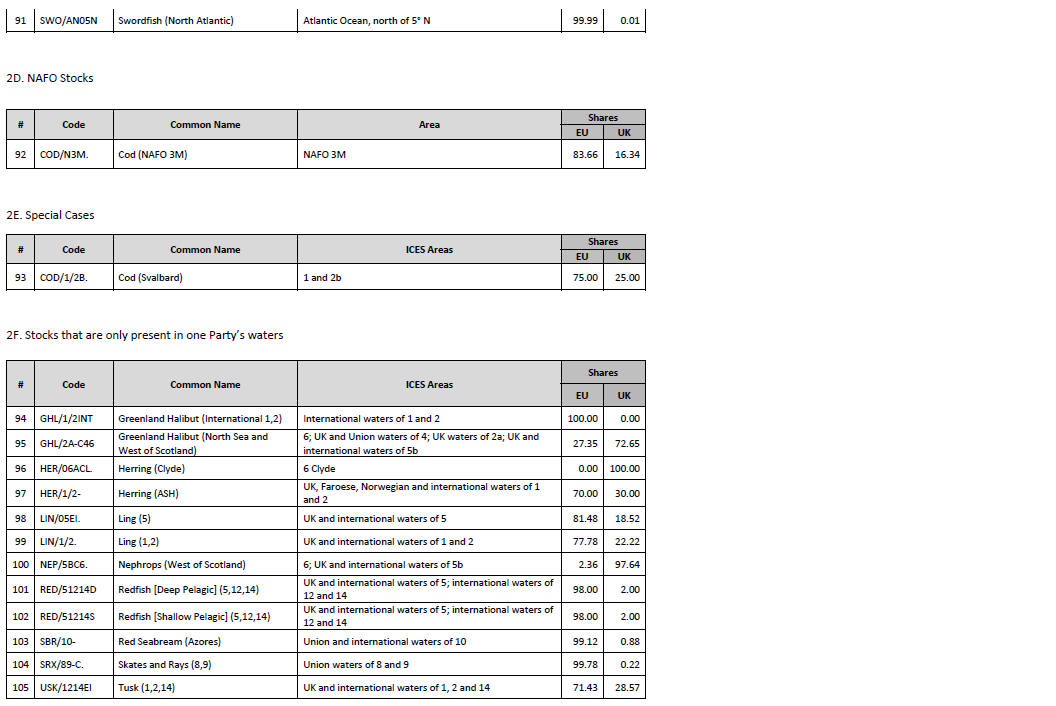 91 SWO/AN05N Swordfish (North Atlantic) Atlantic Ocean, north of 5° N 99.99 0.01
2D. NAFO Stocks
# Code Common Name Area Shares
EU UK
92 COD/N3M. Cod (NAFO 3M) NAFO 3M 83.66 16.34
2E. Special Cases
# Code Common Name ICES Areas Shares
EU UK
93 COD/1/2B. Cod (Svalbard) 1 and 2b 75.00 25.00
2F. Stocks that are only present in one Party's waters
# Code Common Name ICES Areas Shares
EU UK
94 GHL/1/2INT Greenland Halibut (International 1,2) International waters of 1 and 2 100.00 0.00
95 GHL/2A-C46 Greenland Halibut (North Sea and
West of Scotland) 6; UK and Union waters of 4; UK waters of 2a; UK and
international waters of 5b 27.35 72.65
96 HER/06ACL. Herring (Clyde) 6 Clyde 0.00 100.00
97 HER/1/2- Herring (ASH) UK, Faroese, Norwegian and international waters of 1
and 2 70.00 30.00
98 LIN/05EI. Ling (5) UK and international waters of 5 81.48 18.52
99 LIN/1/2. Ling (1,2) UK and international waters of 1 and 2 77.78 22.22
100 NEP/5BC6. Nephrops (West of Scotland) 6; UK and international waters of 5b 2.36 97.64
101 RED/51214D Redfish [Deep Pelagic] (5,12,14) UK and international waters of 5; international waters of
12 and 14 98.00 2.00
102 RED/51214S Redfish [Shallow Pelagic] (5,12,14) UK and international waters of 5; international waters of
12 and 14 98.00 2.00
103 SBR/10- Red Seabream (Azores) Union and international waters of 10 99.12 0.88
104 SRX/89-C. Skates and Rays (8,9) Union waters of 8 and 9 99.78 0.22
105 USK/1214EI Tusk (1,2,14) UK and international waters of 1, 2 and 14 71.43 28.57